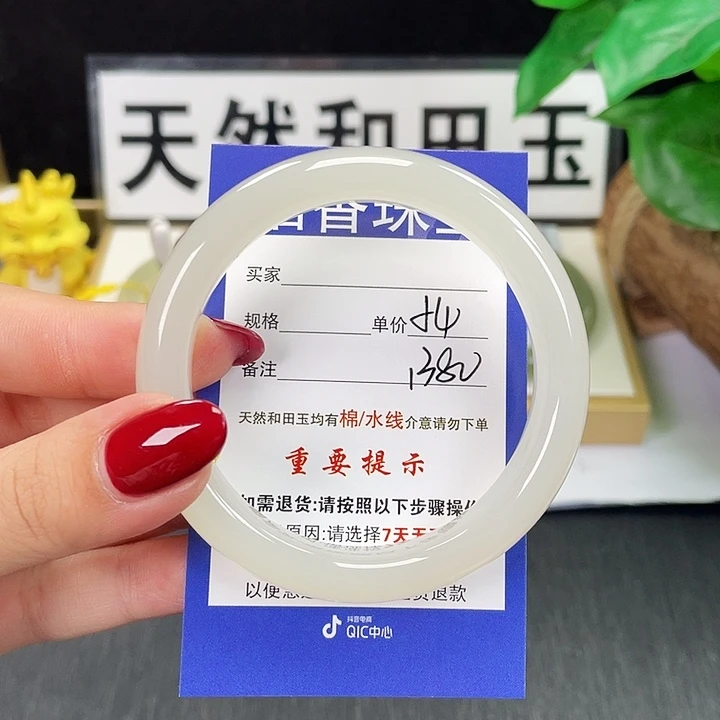 天然和田玉
香珠
买家
规格 单价 54
备注 1380
天然和田玉均有棉/水线介意请勿下单
重要提示
如需退货:请按照以下步骤操作
原因:请选择7天无
以便
退款
抖音电商
QIC中心